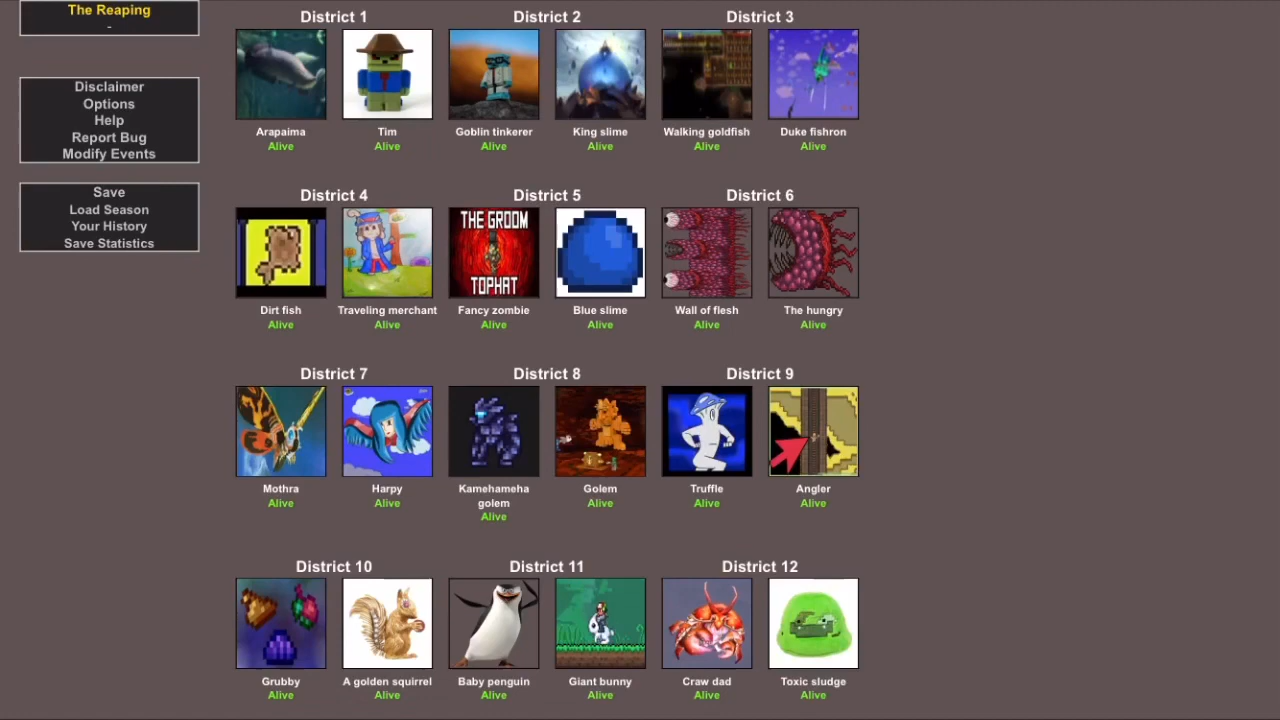 The Reaping
-
Disclaimer
Options
Help
Report Bug
Modify Events
Save
Load Season
Your History
Save Statistics
District 1
District 2
District 3
Arapaima
Tim
Goblin tinkerer
King slime
Walking goldfish
Duke fishron
Alive
Alive
Alive
Alive
Alive
Alive
District 4
District 5
District 6
THE GROOM
TOPHAT
Dirt fish
Traveling merchant
Fancy zombie
Blue slime
Wall of flesh
The hungry
Alive
Alive
Alive
Alive
Alive
Alive
District 7
District 8
District 9
Mothra
Harpy
Kamehameha
golem
Golem
Truffle
Angler
Alive
Alive
Alive
Alive
Alive
Alive
District 10
District 11
District 12
Grubby
A golden squirrel
Baby penguin
Giant bunny
Craw dad
Toxic sludge
Alive
Alive
Alive
Alive
Alive
Alive